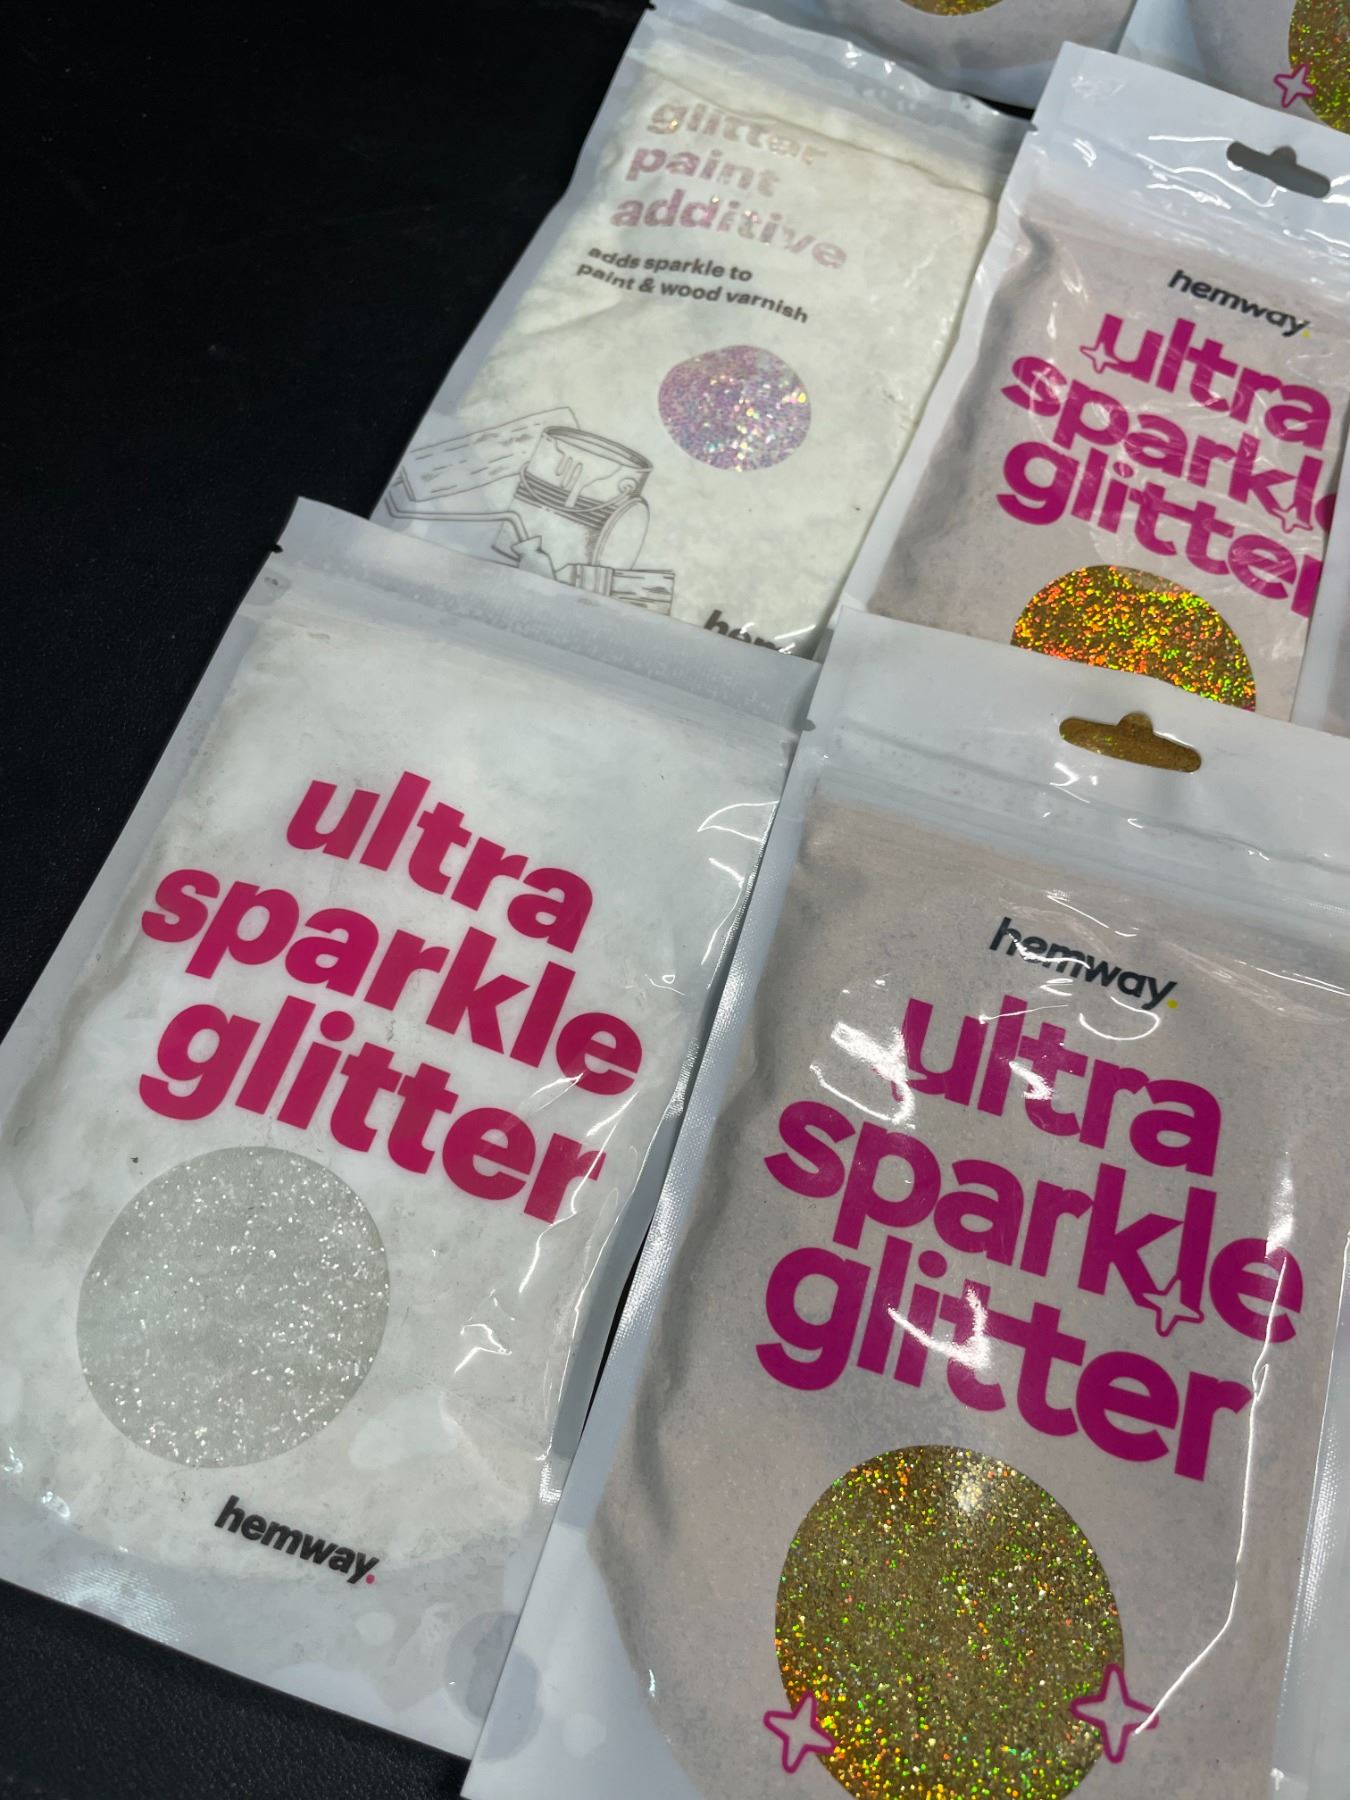 glitter
paint
additive
adds sparkle to
paint & wood varnish
hemway.
ultra
sparkle
glitter
ultra
sparkle
glitter
hemway.
hemway.
ultra
sparkle
glitter